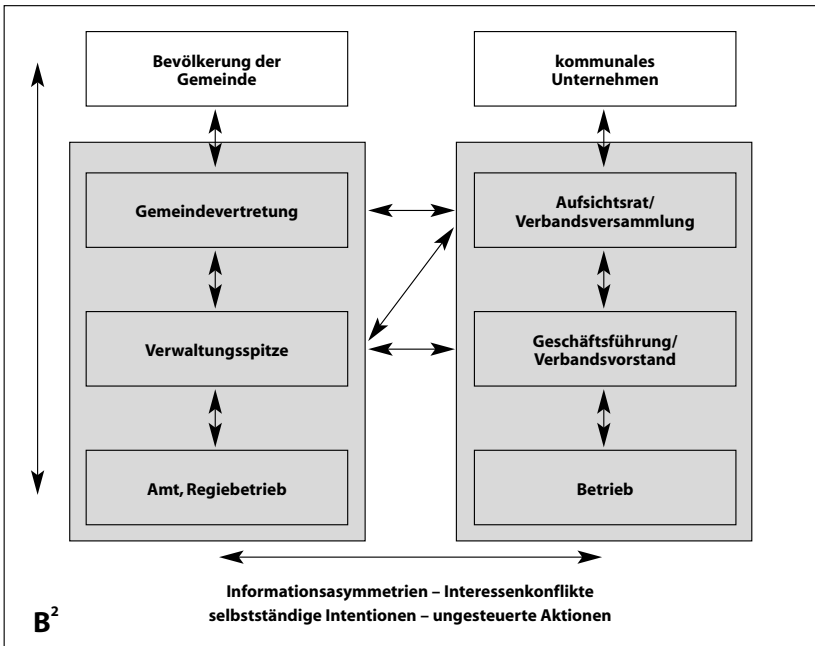 Bevölkerung der
Gemeinde
kommunales
Unternehmen
Gemeindevertretung
Aufsichtsrat/
Verbandsversammlung
Verwaltungsspitze
Geschäftsführung/
Verbandsvorstand
Amt, Regiebetrieb
Betrieb
Informationsasymmetrien – Interessenkonflikte
selbstständige Intentionen – ungesteuerte Aktionen
B²